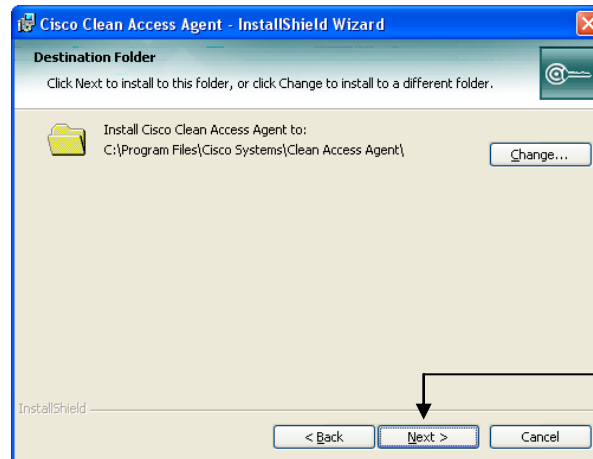 Cisco Clean Access Agent - InstallShield Wizard
Destination Folder
Click Next to install to this folder, or click Change to install to a different folder.
Install Cisco Clean Access Agent to:
C:\Program Files\Cisco Systems\Clean Access Agent\
Change...
InstallShield
< Back
Next >
Cancel